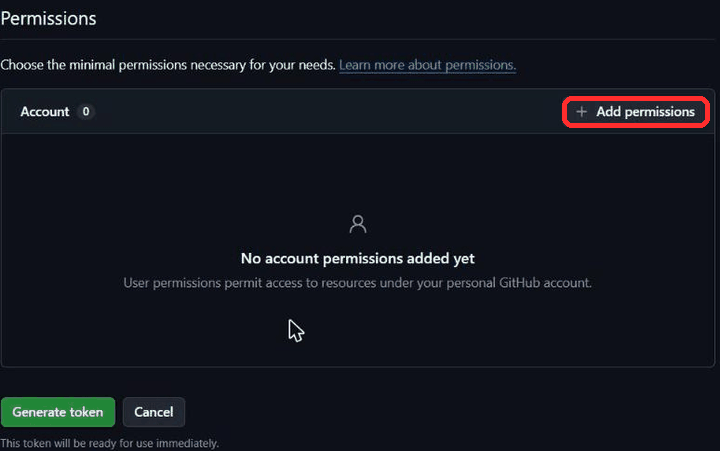 Permissions
Choose the minimal permissions necessary for your needs. Learn more about permissions.
Account 0
+ Add permissions
No account permissions added yet
User permissions permit access to resources under your personal GitHub account.
Generate token
Cancel
This token will be ready for use immediately.